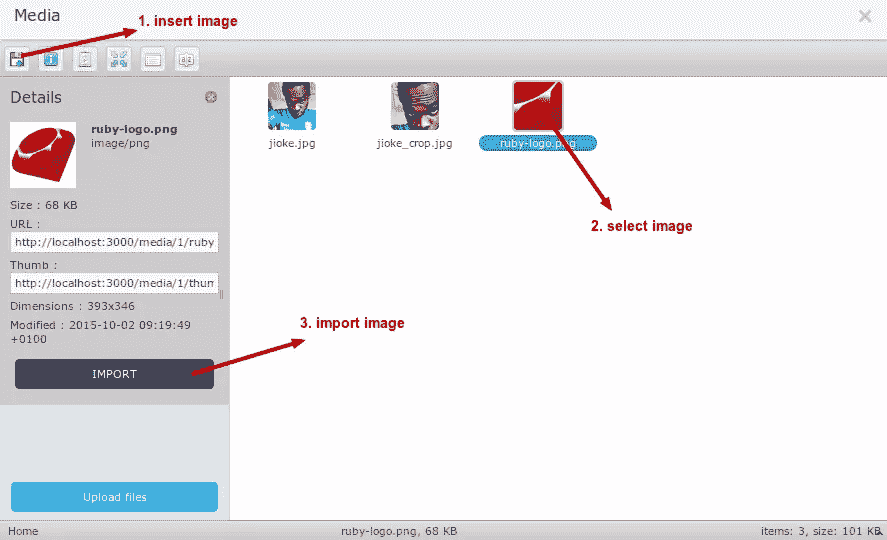 Media
1. insert image
Details
ruby-logo.png
image/png
Size : 68 KB
URL :
http://localhost:3000/media/1/ruby
Thumb :
http://localhost:3000/media/1/thun
Dimensions : 393x346
Modified : 2015-10-02 09:19:49
+0100
IMPORT
Upload files
jioke.jpg
jioke_crop.jpg
ruby-logo.png
2. select image
3. import image
Home
ruby-logo.png, 68 KB
items: 3, size: 101 KB